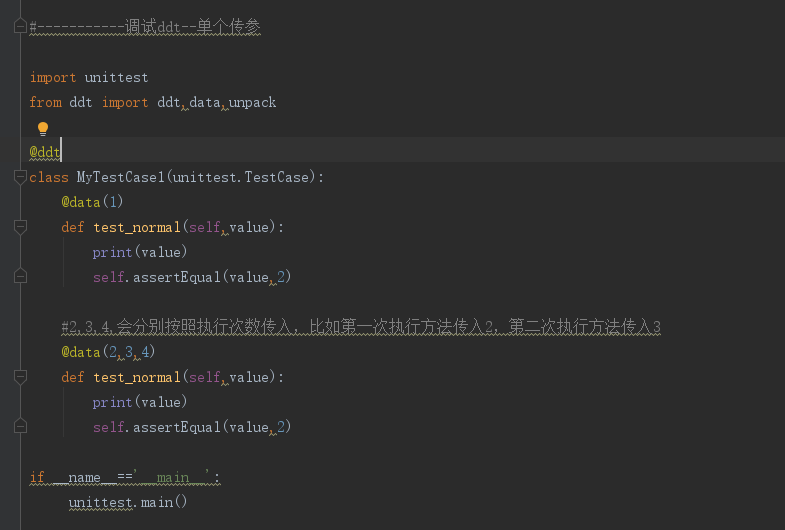 #-----------调试ddt--单个传参
import unittest
from ddt import ddt,data,unpack
@ddt
class MyTestCase1(unittest.TestCase):
@data(1)
def test_normal(self,value):
print(value)
self.assertEqual(value,2)
#2,3,4,会分别按照执行次数传入，比如第一次执行方法传入2，第二次执行方法传入3
@data(2,3,4)
def test_normal(self,value):
print(value)
self.assertEqual(value,2)
if __name__=='__main__':
unittest.main()